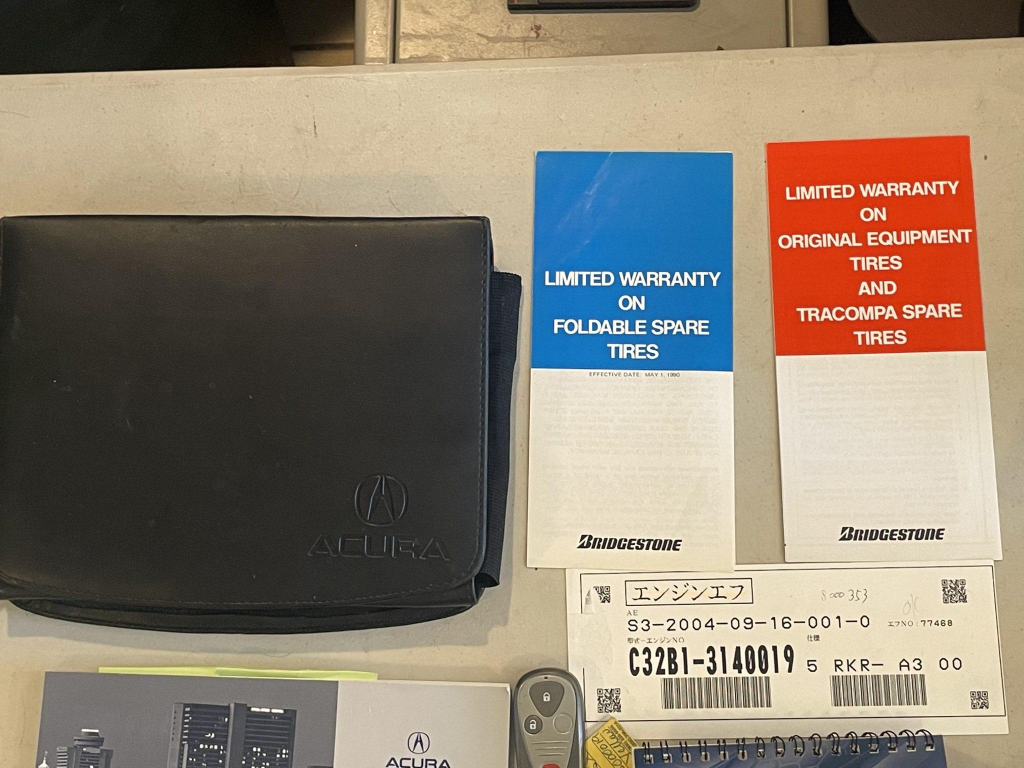 ACURA
LIMITED WARRANTY
ON
FOLDABLE SPARE
TIRES
EFFECTIVE DATE: MAY 1, 1990
BRIDGESTONE
LIMITED WARRANTY
ON
ORIGINAL EQUIPMENT
TIRES
AND
TRACOMPA SPARE
TIRES
BRIDGESTONE
エンジンエフ
AE
S3-2004-09-16-001-0 エフNO:77468
型式-エンジンNO 仕様
C32B1-3140019 5 RKR- A3 00
ACURA